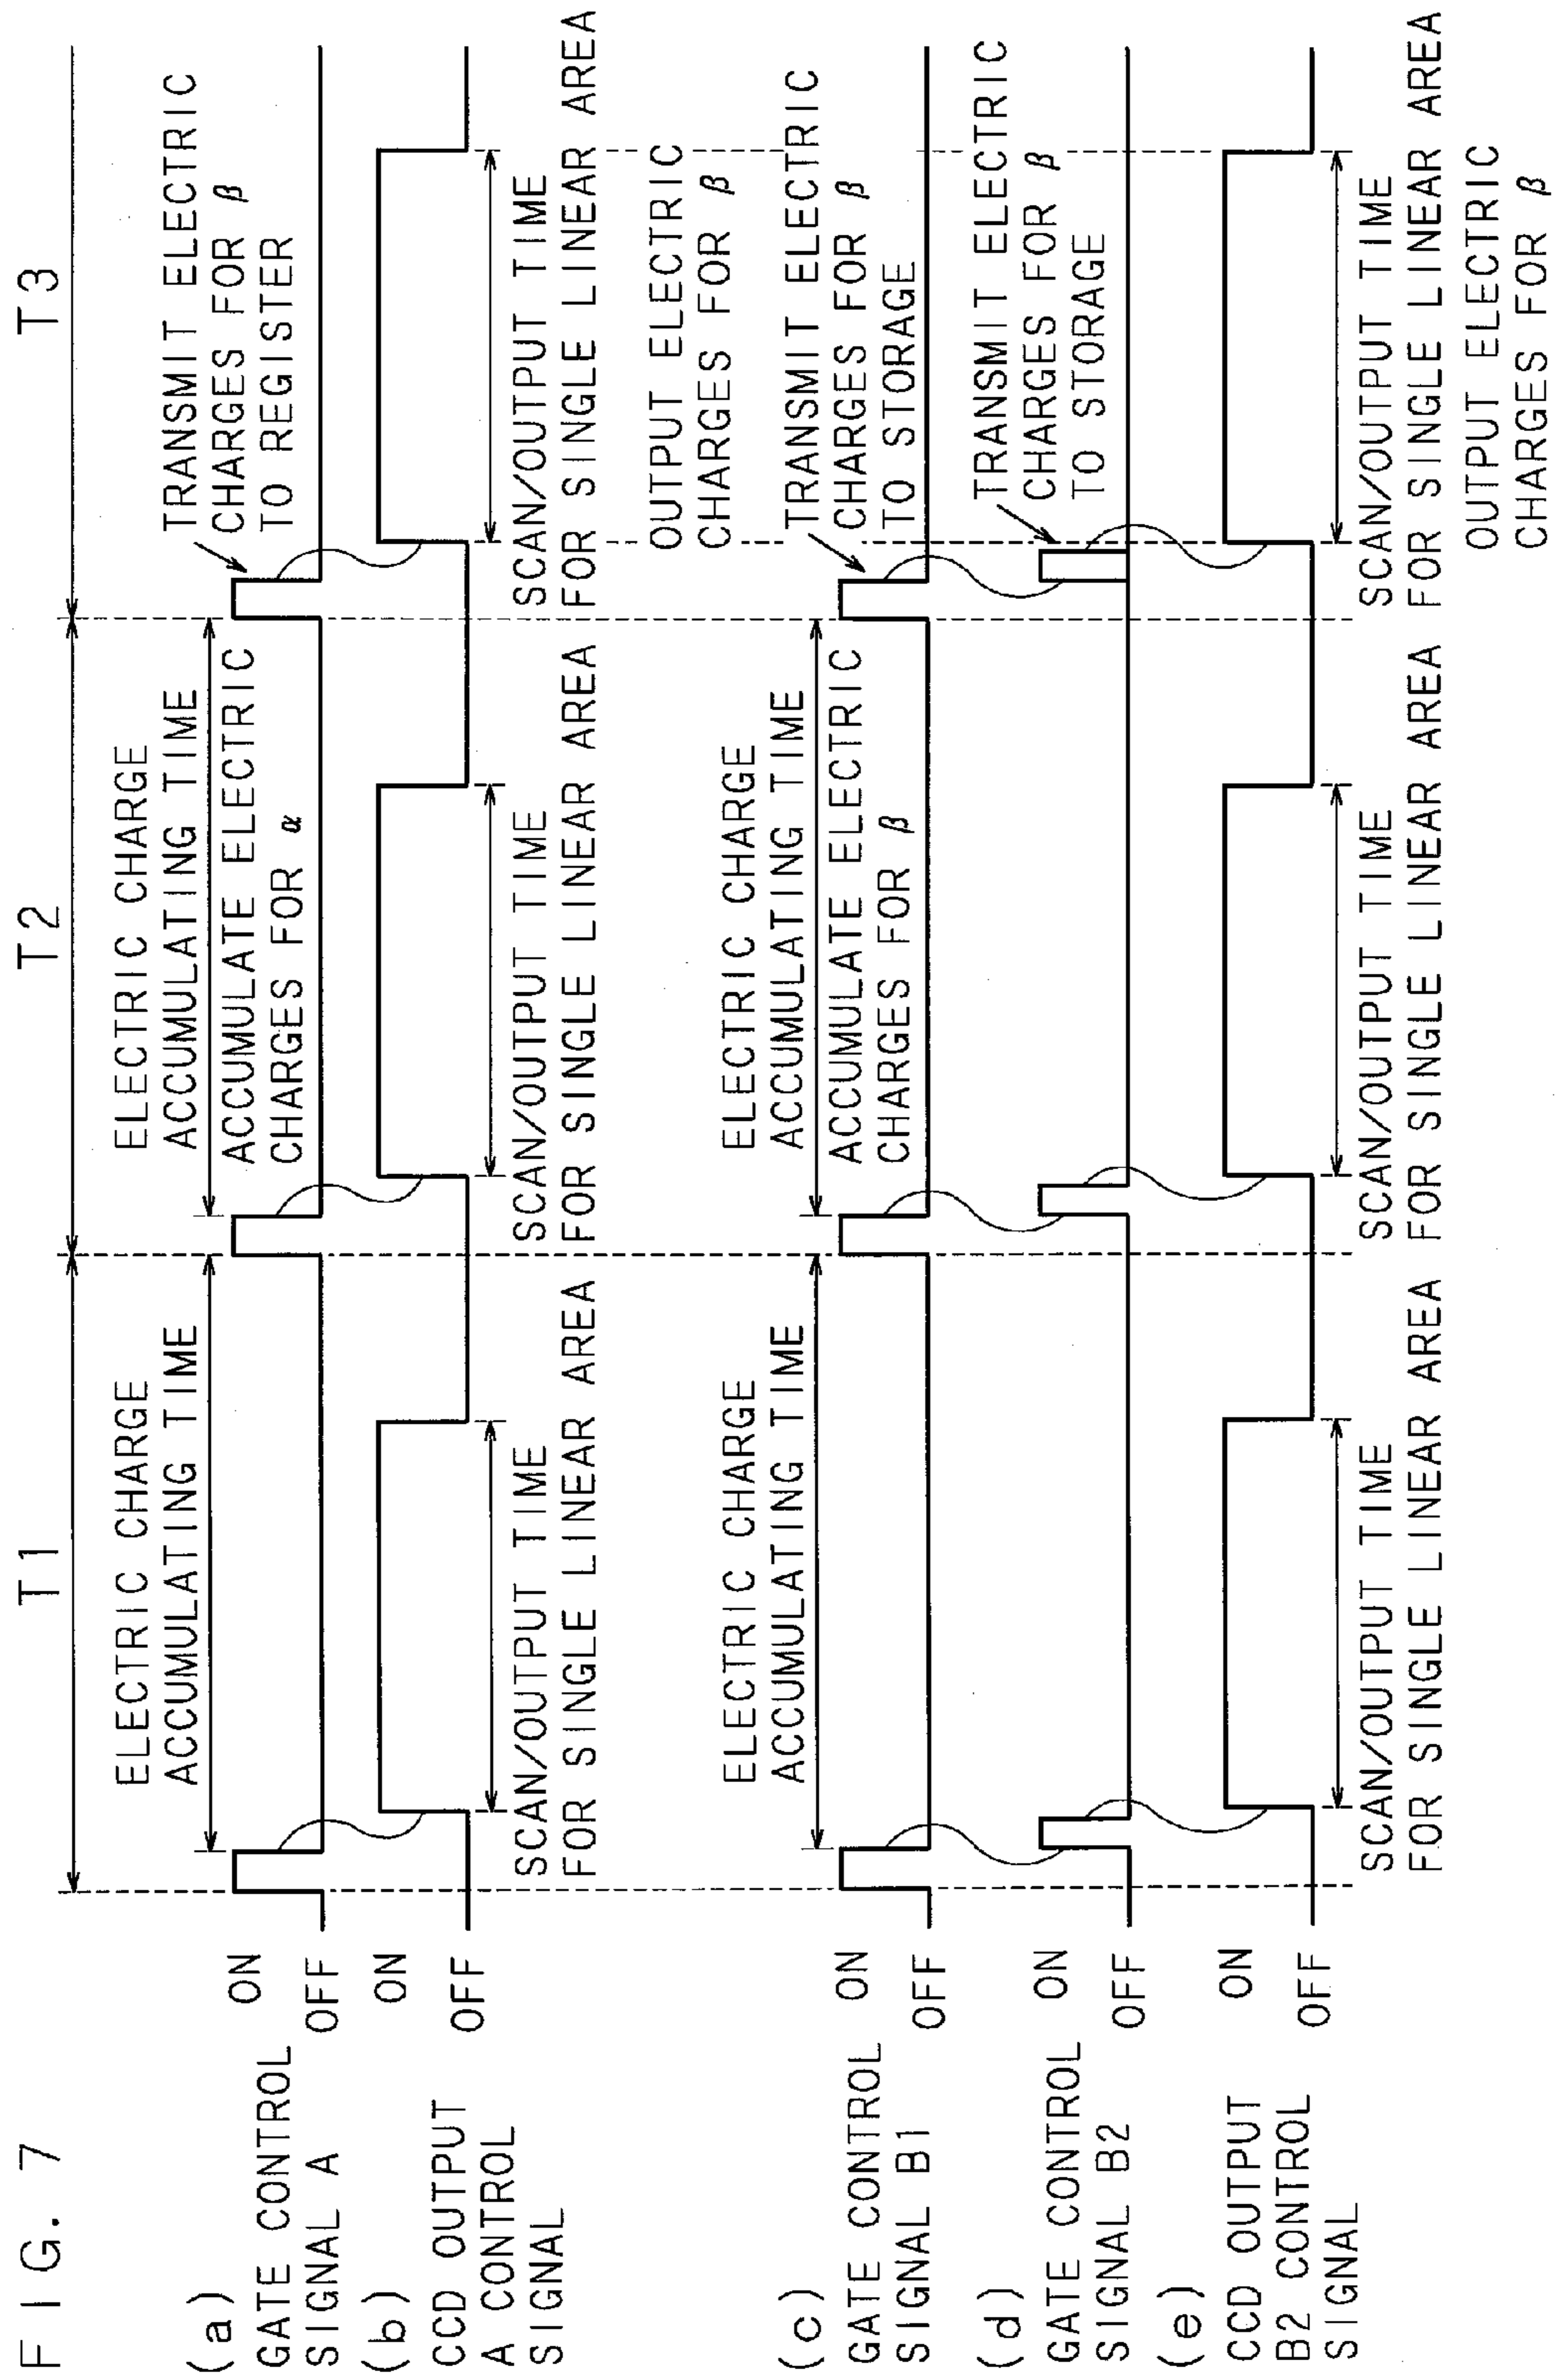 FIG. 7
T1
T2
T3
(a)
GATE CONTROL
SIGNAL A
ON
OFF
ELECTRIC CHARGE
ACCUMULATING TIME
ELECTRIC CHARGE
ACCUMULATING TIME
ACCUMULATE ELECTRIC
CHARGES FOR α
TRANSMIT ELECTRIC
CHARGES FOR β
TO REGISTER
(b)
CCD OUTPUT
A CONTROL
SIGNAL
ON
OFF
SCAN/OUTPUT TIME
FOR SINGLE LINEAR AREA
SCAN/OUTPUT TIME
FOR SINGLE LINEAR AREA
SCAN/OUTPUT TIME
FOR SINGLE LINEAR AREA
OUTPUT ELECTRIC
CHARGES FOR β
(c)
GATE CONTROL
SIGNAL B1
ON
OFF
ELECTRIC CHARGE
ACCUMULATING TIME
ELECTRIC CHARGE
ACCUMULATING TIME
ACCUMULATE ELECTRIC
CHARGES FOR β
TRANSMIT ELECTRIC
CHARGES FOR β
TO STORAGE
(d)
GATE CONTROL
SIGNAL B2
ON
OFF
TRANSMIT ELECTRIC
CHARGES FOR β
TO STORAGE
(e)
CCD OUTPUT
B2 CONTROL
SIGNAL
ON
OFF
SCAN/OUTPUT TIME
FOR SINGLE LINEAR AREA
SCAN/OUTPUT TIME
FOR SINGLE LINEAR AREA
SCAN/OUTPUT TIME
FOR SINGLE LINEAR AREA
OUTPUT ELECTRIC
CHARGES FOR β